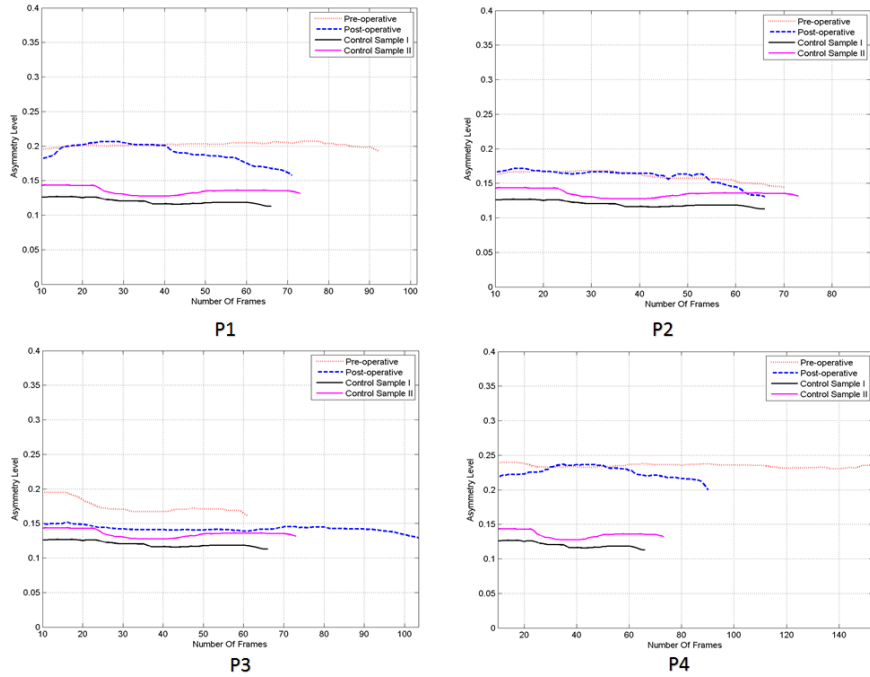 0.4
0.35
0.3
0.25
0.2
0.15
0.1
0.05
0
Asymmetry Level
10 20 30 40 50 60 70 80 90 100
Number Of Frames
Pre-operative
Post-operative
Control Sample I
Control Sample II
P1
0.4
0.35
0.3
0.25
0.2
0.15
0.1
0.05
0
Asymmetry Level
10 20 30 40 50 60 70 80
Number Of Frames
Pre-operative
Post-operative
Control Sample I
Control Sample II
P2
0.4
0.35
0.3
0.25
0.2
0.15
0.1
0.05
0
Asymmetry Level
10 20 30 40 50 60 70 80 90 100
Number Of Frames
Pre-operative
Post-operative
Control Sample I
Control Sample II
P3
0.4
0.35
0.3
0.25
0.2
0.15
0.1
0.05
0
Asymmetry Level
20 40 60 80 100 120 140
Number Of Frames
Pre-operative
Post-operative
Control Sample I
Control Sample II
P4